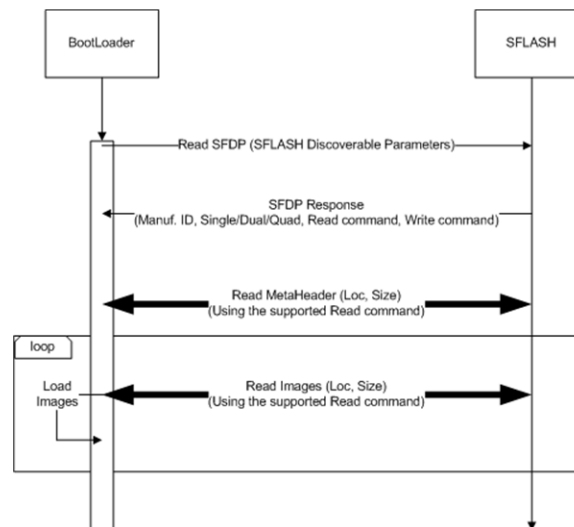 BootLoader
SFLASH
Read SFDP (SFLASH Discoverable Parameters)
SFDP Response
(Manuf. ID, Single/Dual/Quad, Read command, Write command)
Read MetaHeader (Loc, Size)
(Using the supported Read command)
loop
Load
Images
Read Images (Loc, Size)
(Using the supported Read command)